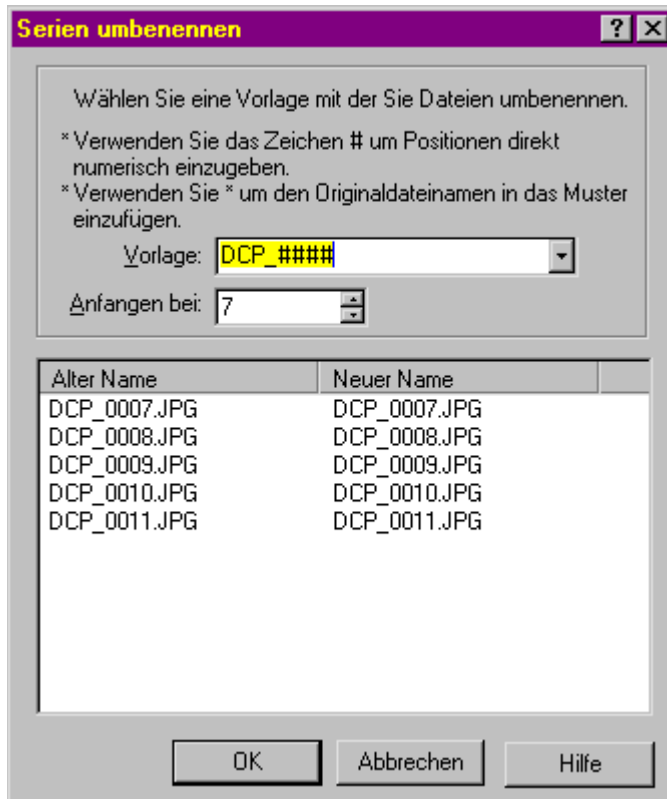 Serien umbenennen
Wählen Sie eine Vorlage mit der Sie Dateien umbenennen.
* Verwenden Sie das Zeichen # um Positionen direkt
numerisch einzugeben.
* Verwenden Sie * um den Originaldateinamen in das Muster
einzufügen.
Vorlage: DCP_####
Anfangen bei: 7
Alter Name Neuer Name
DCP_0007.JPG DCP_0007.JPG
DCP_0008.JPG DCP_0008.JPG
DCP_0009.JPG DCP_0009.JPG
DCP_0010.JPG DCP_0010.JPG
DCP_0011.JPG DCP_0011.JPG
OK Abbrechen Hilfe